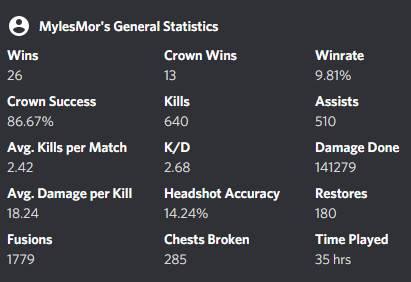 MylesMor's General Statistics
Wins Crown Wins Winrate
26 13 9.81%
Crown Success Kills Assists
86.67% 640 510
Avg. Kills per Match K/D Damage Done
2.42 2.68 141279
Avg. Damage per Kill Headshot Accuracy Restores
18.24 14.24% 180
Fusions Chests Broken Time Played
1779 285 35 hrs